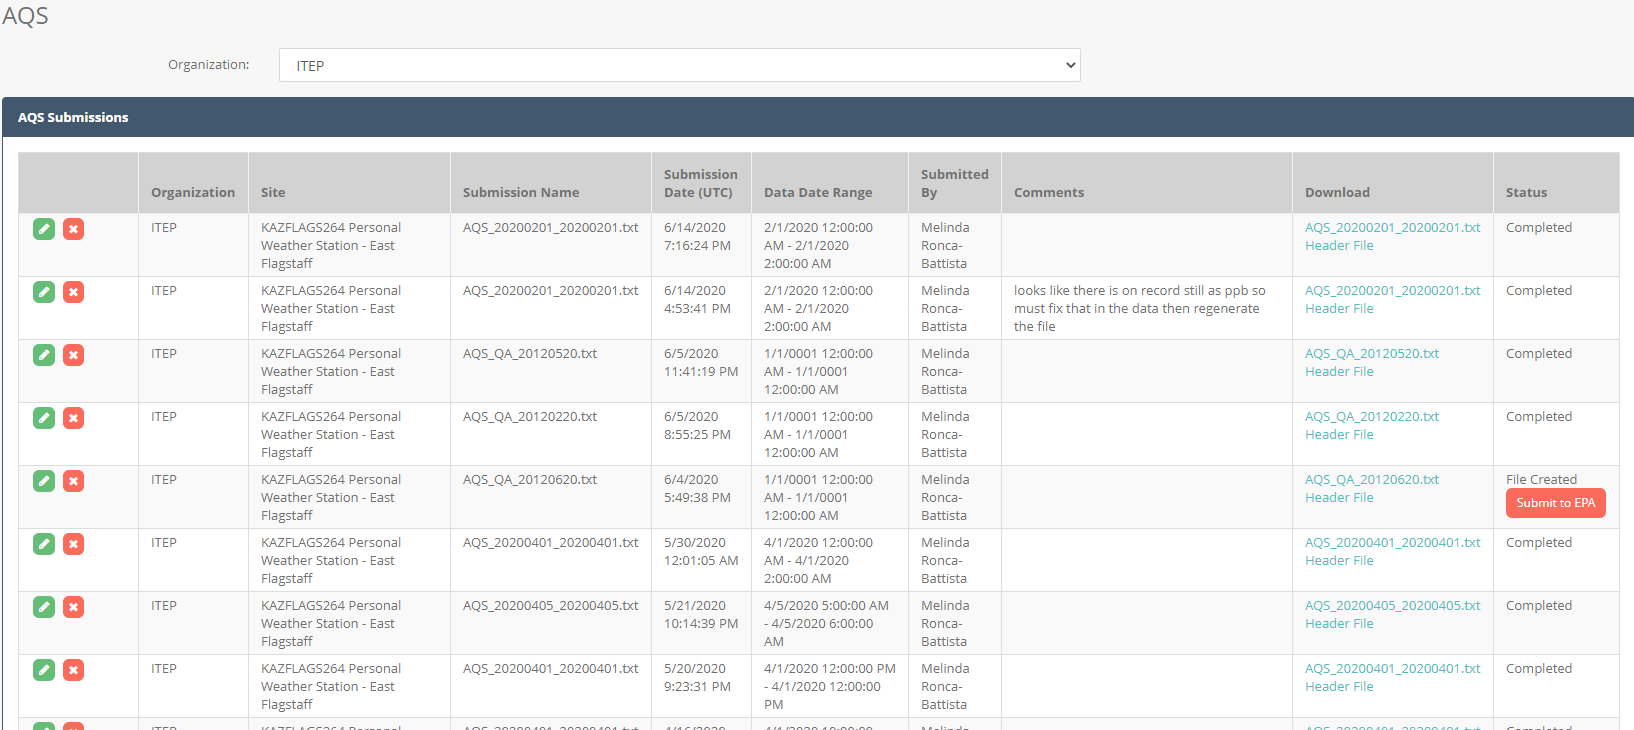 AQS
Organization:
ITEP
AQS Submissions
Organization
Site
Submission Name
Submission
Date (UTC)
Data Date Range
Submitted
By
Comments
Download
Status
ITEP
KAZFLAGS264 Personal
Weather Station - East
Flagstaff
AQS_20200201_20200201.txt
6/14/2020
7:16:24 PM
2/1/2020 12:00:00
AM - 2/1/2020
2:00:00 AM
Melinda
Ronca-
Battista
AQS_20200201_20200201.txt
Header File
Completed
ITEP
KAZFLAGS264 Personal
Weather Station - East
Flagstaff
AQS_20200201_20200201.txt
6/14/2020
4:53:41 PM
2/1/2020 12:00:00
AM - 2/1/2020
2:00:00 AM
Melinda
Ronca-
Battista
looks like there is on record still as ppb so
must fix that in the data then regenerate
the file
AQS_20200201_20200201.txt
Header File
Completed
ITEP
KAZFLAGS264 Personal
Weather Station - East
Flagstaff
AQS_QA_20120520.txt
6/5/2020
11:41:19 PM
1/1/0001 12:00:00
AM - 1/1/0001
12:00:00 AM
Melinda
Ronca-
Battista
AQS_QA_20120520.txt
Header File
Completed
ITEP
KAZFLAGS264 Personal
Weather Station - East
Flagstaff
AQS_QA_20120220.txt
6/5/2020
8:55:25 PM
1/1/0001 12:00:00
AM - 1/1/0001
12:00:00 AM
Melinda
Ronca-
Battista
AQS_QA_20120220.txt
Header File
Completed
ITEP
KAZFLAGS264 Personal
Weather Station - East
Flagstaff
AQS_QA_20120620.txt
6/4/2020
5:49:38 PM
1/1/0001 12:00:00
AM - 1/1/0001
12:00:00 AM
Melinda
Ronca-
Battista
AQS_QA_20120620.txt
Header File
File Created
Submit to EPA
ITEP
KAZFLAGS264 Personal
Weather Station - East
Flagstaff
AQS_20200401_20200401.txt
5/30/2020
12:01:05 AM
4/1/2020 12:00:00
AM - 4/1/2020
2:00:00 AM
Melinda
Ronca-
Battista
AQS_20200401_20200401.txt
Header File
Completed
ITEP
KAZFLAGS264 Personal
Weather Station - East
Flagstaff
AQS_20200405_20200405.txt
5/21/2020
10:14:39 PM
4/5/2020 5:00:00 AM
- 4/5/2020 6:00:00
AM
Melinda
Ronca-
Battista
AQS_20200405_20200405.txt
Header File
Completed
ITEP
KAZFLAGS264 Personal
Weather Station - East
Flagstaff
AQS_20200401_20200401.txt
5/20/2020
9:23:31 PM
4/1/2020 12:00:00 PM
- 4/1/2020 12:00:00
PM
Melinda
Ronca-
Battista
AQS_20200401_20200401.txt
Header File
Completed